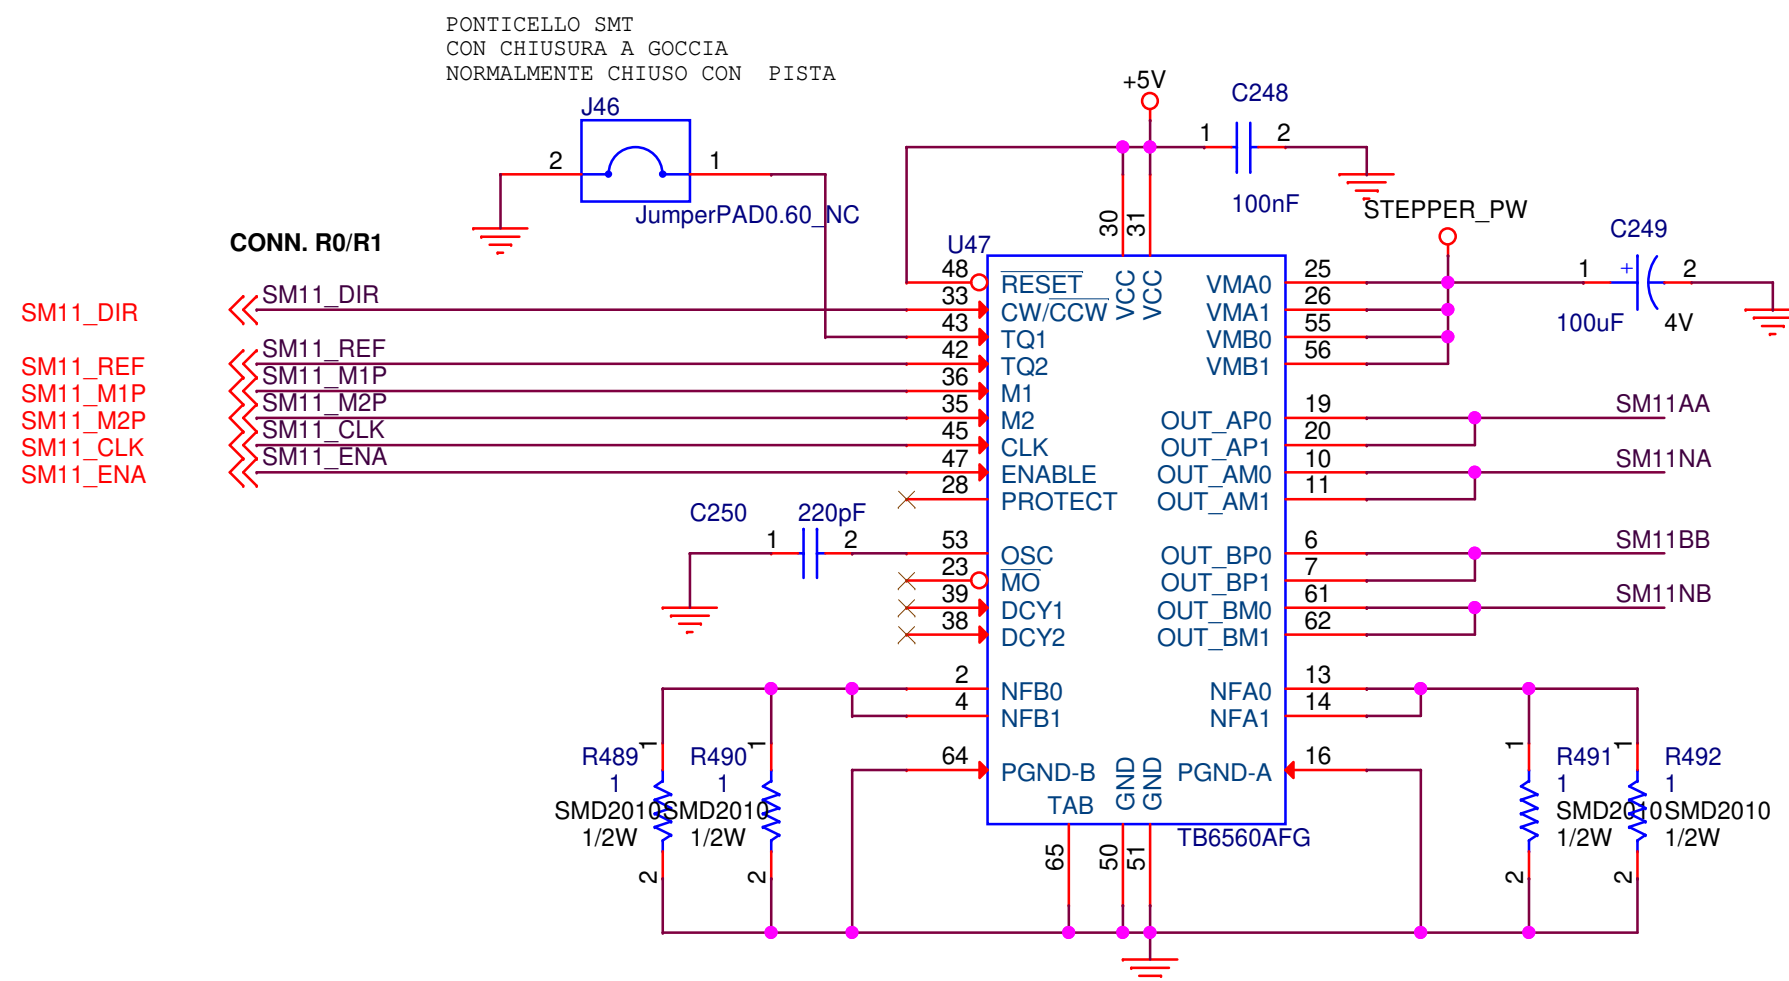 PONTICELLO SMT
CON CHIUSURA A GOCCIA
NORMALMENTE CHIUSO CON  PISTA
J46
2
1
JumperPAD0.60_NC
+5V
C248
1
2
100nF
STEPPER_PW
C249
1
+
2
100uF
4V
CONN. R0/R1
U47
30
31
VCC
VCC
SM11_DIR
SM11_DIR
SM11_REF
SM11_REF
SM11_M1P
SM11_M1P
SM11_M2P
SM11_M2P
SM11_CLK
SM11_CLK
SM11_ENA
SM11_ENA
48
RESET
33
CW/CCW
43
TQ1
42
TQ2
36
M1
35
M2
45
CLK
47
ENABLE
28
PROTECT
C250
220pF
1
2
53
OSC
23
MO
39
DCY1
38
DCY2
2
NFB0
4
NFB1
64
PGND-B
VMA0
25
VMA1
26
VMB0
55
VMB1
56
OUT_AP0
19
SM11AA
OUT_AP1
20
OUT_AM0
10
SM11NA
OUT_AM1
11
OUT_BP0
6
SM11BB
OUT_BP1
7
OUT_BM0
61
SM11NB
OUT_BM1
62
NFA0
13
NFA1
14
PGND-A
16
TAB
GND
GND
TB6560AFG
65
50
51
R489
1
SMD2010
1/2W
1
2
R490
1
SMD2010
1/2W
1
2
R491
1
SMD2010
1/2W
1
2
R492
1
SMD2010
1/2W
1
2